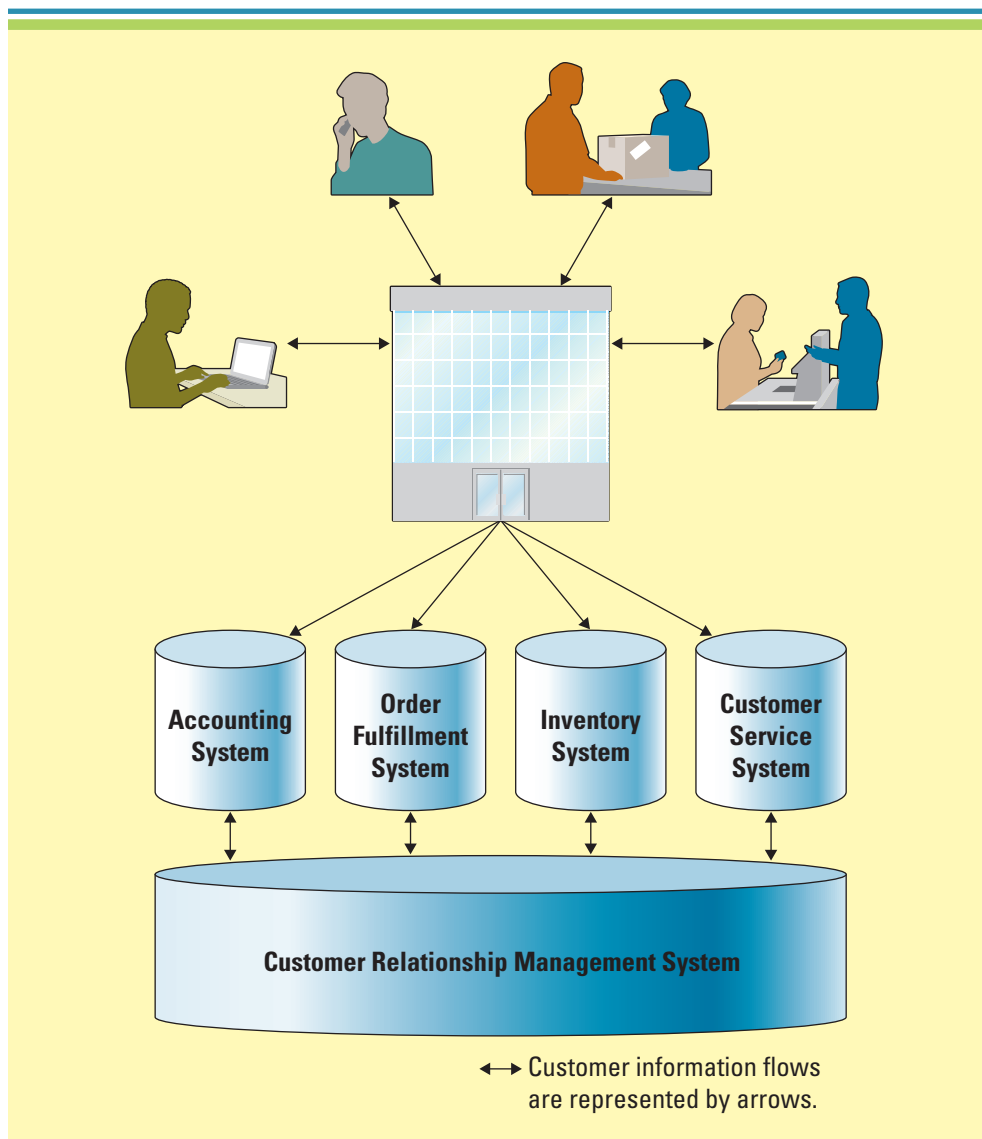 Accounting
System
Order
Fulfillment
System
Inventory
System
Customer
Service
System
Customer Relationship Management System
Customer information flows
are represented by arrows.